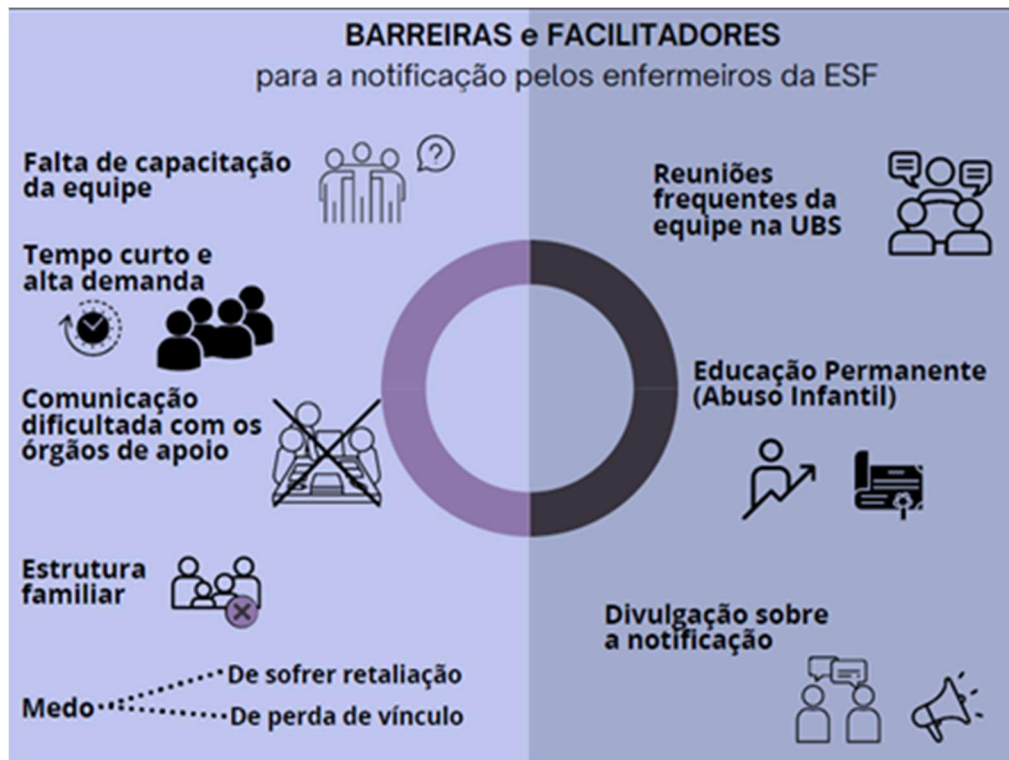 BARREIRAS e FACILITADORES
para a notificação pelos enfermeiros da ESF
Falta de capacitação
da equipe
?
Tempo curto e
alta demanda
Comunicação
dificultada com os
órgãos de apoio
Estrutura
familiar
Medo
De sofrer retaliação
De perda de vínculo
Reuniões
frequentes da
equipe na UBS
Educação Permanente
(Abuso Infantil)
Divulgação sobre
a notificação